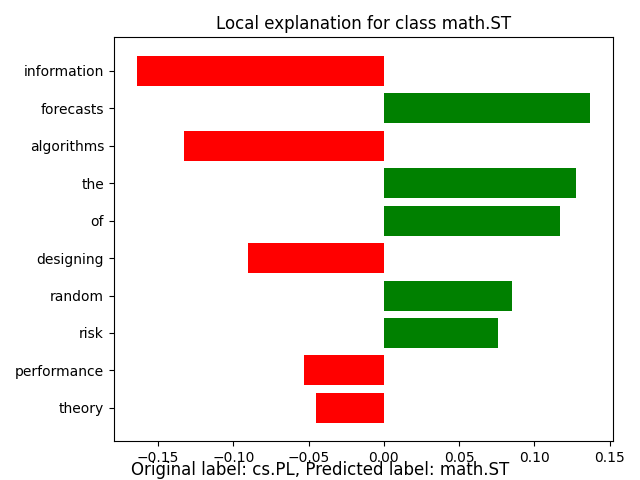 Local explanation for class math.ST
information
forecasts
algorithms
the
of
designing
random
risk
performance
theory
−0.15 −0.10 −0.05 0.00 0.05 0.10 0.15
Original label: cs.PL, Predicted label: math.ST